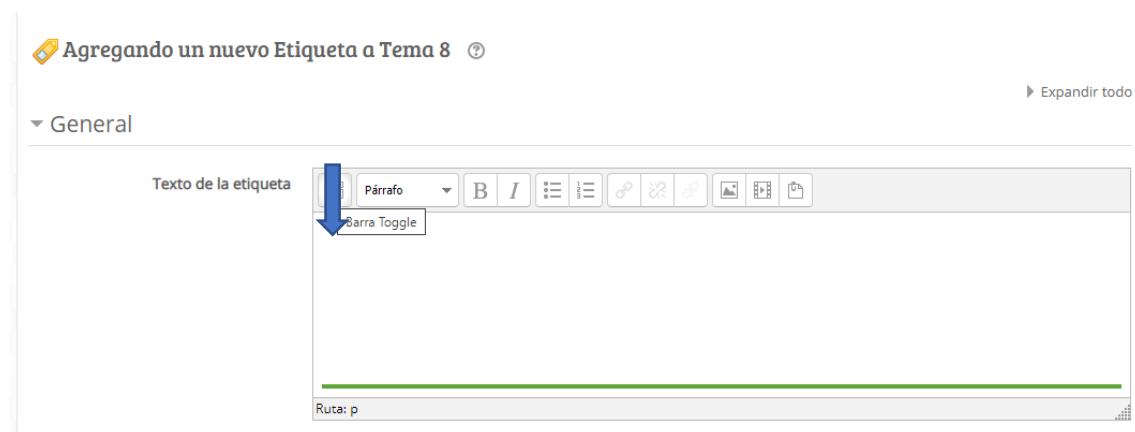 Agregando un nuevo Etiqueta a Tema 8 ?
Expandir todo
General
Texto de la etiqueta
Párrafo B I
Barra Toggle
Ruta: p